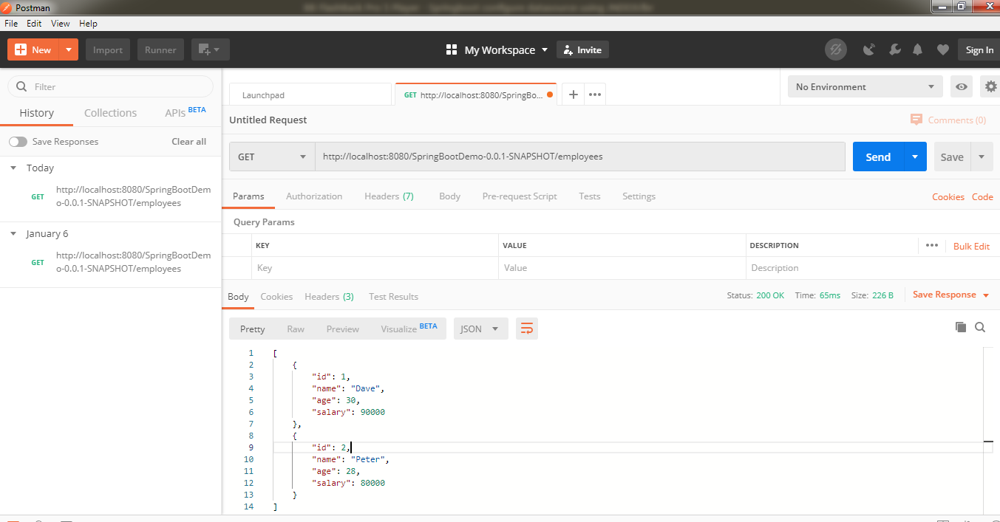 Postman
File Edit View Help
New Import Runner My Workspace Invite Sign In
Filter
History Collections APIs BETA
Save Responses Clear all
Today
GET http://localhost:8080/SpringBootDem
o-0.0.1-SNAPSHOT/employees
January 6
GET http://localhost:8080/SpringBootDem
o-0.0.1-SNAPSHOT/employees
Launchpad GET http://localhost:8080/SpringBo... + ••• No Environment
Untitled Request Comments (0)
GET http://localhost:8080/SpringBootDemo-0.0.1-SNAPSHOT/employees Send Save
Params Authorization Headers (7) Body Pre-request Script Tests Settings Cookies Code
Query Params
KEY VALUE DESCRIPTION ••• Bulk Edit
Key Value Description
Body Cookies Headers (3) Test Results Status: 200 OK Time: 65ms Size: 226 B Save Response
Pretty Raw Preview Visualize BETA JSON
1 [
2 {
3 "id": 1,
4 "name": "Dave",
5 "age": 30,
6 "salary": 90000
7 },
8 {
9 "id": 2,
10 "name": "Peter",
11 "age": 28,
12 "salary": 80000
13 }
14 ]